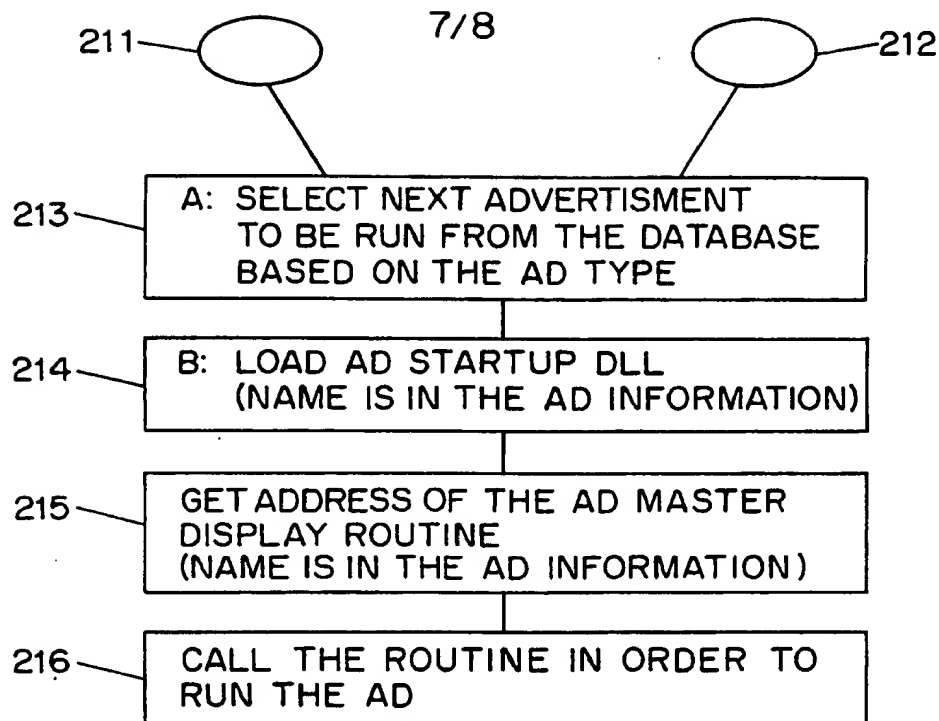 7/8
211
212
213
A: SELECT NEXT ADVERTISMENT
TO BE RUN FROM THE DATABASE
BASED ON THE AD TYPE
214
B: LOAD AD STARTUP DLL
(NAME IS IN THE AD INFORMATION)
215
GET ADDRESS OF THE AD MASTER
DISPLAY ROUTINE
(NAME IS IN THE AD INFORMATION)
216
CALL THE ROUTINE IN ORDER TO
RUN THE AD